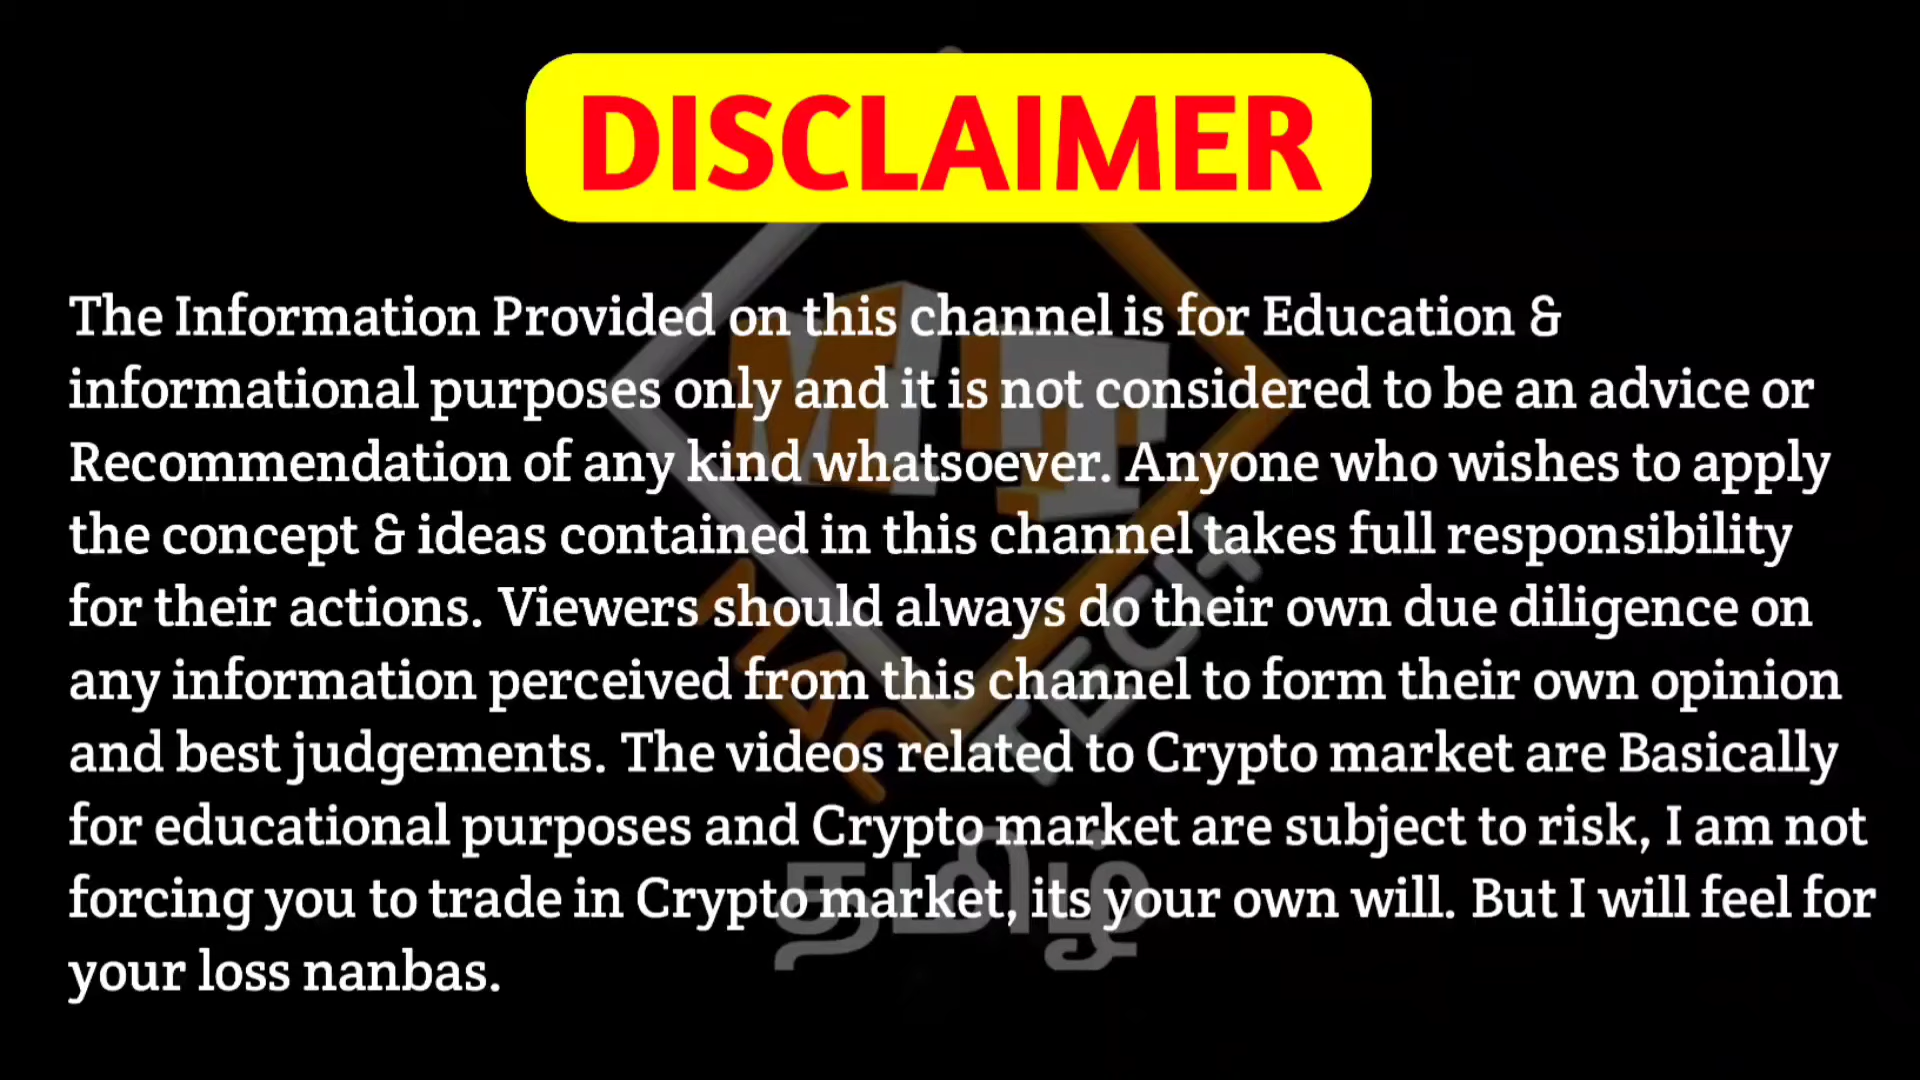 DISCLAIMER
The Information Provided on this channel is for Education &
informational purposes only and it is not considered to be an advice or
Recommendation of any kind whatsoever. Anyone who wishes to apply
the concept & ideas contained in this channel takes full responsibility
for their actions. Viewers should always do their own due diligence on
any information perceived from this channel to form their own opinion
and best judgements. The videos related to Crypto market are Basically
for educational purposes and Crypto market are subject to risk, I am not
forcing you to trade in Crypto market, its your own will. But I will feel for
your loss nanbas.
MT
TECH
தமிழ்